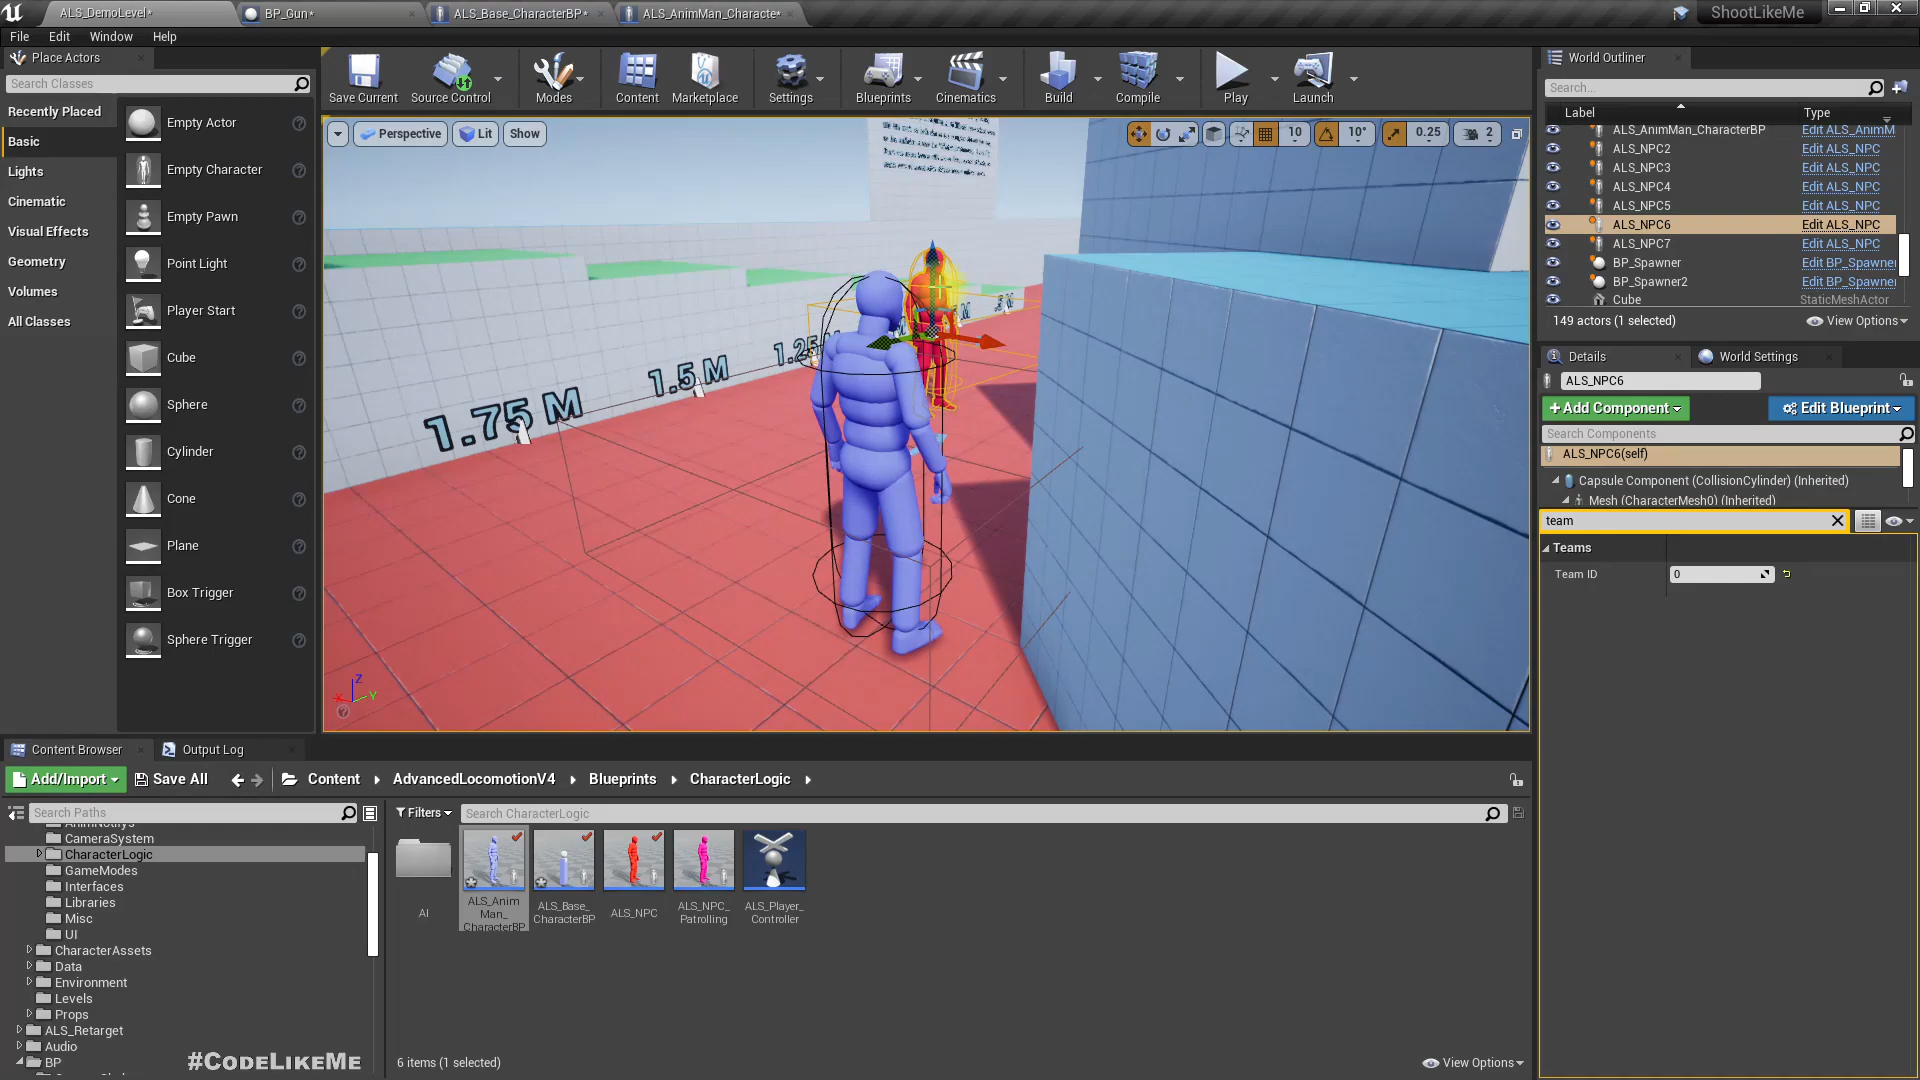 ALS_DemoLevel*
BP_Gun*
ALS_Base_CharacterBP*
ALS_AnimMan_Characte*
ShootLikeMe
File
Edit
Window
Help
Place Actors
Search Classes
Recently Placed
Basic
Lights
Cinematic
Visual Effects
Geometry
Volumes
All Classes
Empty Actor
Empty Character
Empty Pawn
Point Light
Player Start
Cube
Sphere
Cylinder
Cone
Plane
Box Trigger
Sphere Trigger
Save Current
Source Control
Modes
Content
Marketplace
Settings
Blueprints
Cinematics
Build
Compile
Play
Launch
Perspective
Lit
Show
10
10°
0.25
2
1.75 M
1.5 M
1.25
Z
X
Y
World Outliner
Search...
Label
Type
ALS_AnimMan_CharacterBP
Edit ALS_AnimM
ALS_NPC2
Edit ALS_NPC
ALS_NPC3
Edit ALS_NPC
ALS_NPC4
Edit ALS_NPC
ALS_NPC5
Edit ALS_NPC
ALS_NPC6
Edit ALS_NPC
ALS_NPC7
Edit ALS_NPC
BP_Spawner
Edit BP_Spawner
BP_Spawner2
Edit BP_Spawner
Cube
StaticMeshActor
149 actors (1 selected)
View Options
Details
World Settings
ALS_NPC6
+Add Component
Edit Blueprint
Search Components
ALS_NPC6(self)
Capsule Component (CollisionCylinder) (Inherited)
Mesh (CharacterMesh0) (Inherited)
team
Teams
Team ID
0
Content Browser
Output Log
Add/Import
Save All
Content
AdvancedLocomotionV4
Blueprints
CharacterLogic
Search Paths
Filters
Search CharacterLogic
AnimNotifys
CameraSystem
CharacterLogic
GameModes
Interfaces
Libraries
Misc
UI
CharacterAssets
Data
Environment
Levels
Props
ALS_Retarget
Audio
BP
AI
ALS_Anim
Man_
CharacterBP
ALS_Base_
CharacterBP
ALS_NPC
ALS_NPC_
Patrolling
ALS_Player_
Controller
#CodeLikeMe
6 items (1 selected)
View Options